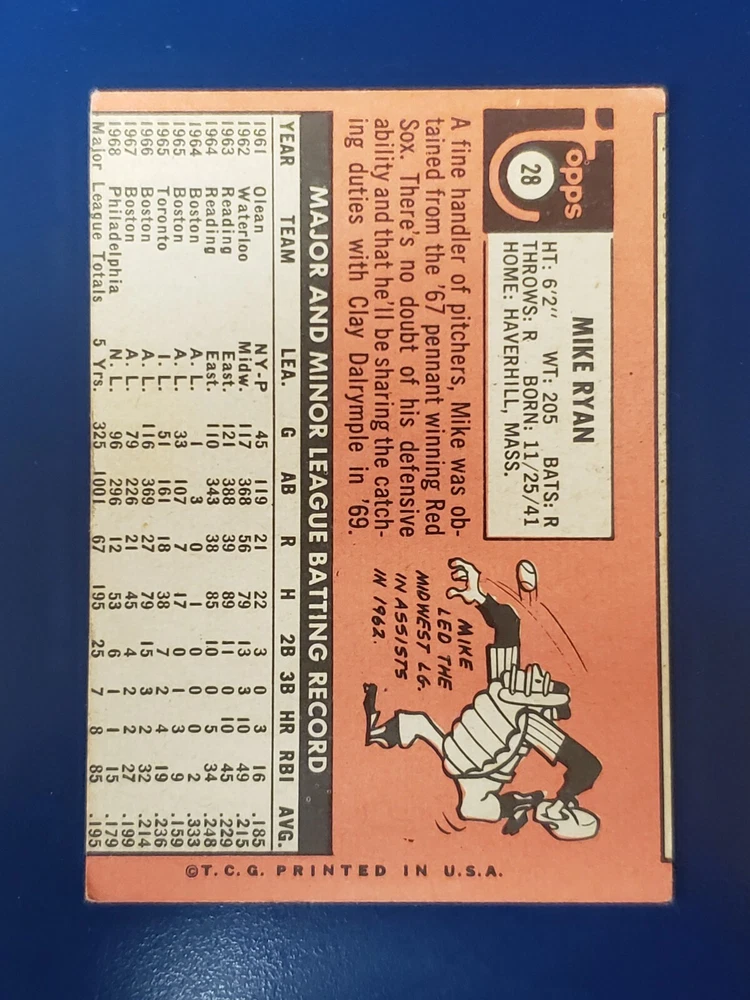 Topps
28
MIKE RYAN
HT: 6'2" WT: 205 BATS: R
THROWS: R BORN: 11/25/41
HOME: HAVERHILL, MASS.
A fine handler of pitchers, Mike was ob-
tained from the '67 pennant winning Red
Sox. There's no doubt of his defensive
ability and that he'll be sharing the catch-
ing duties with Clay Dalrymple in '69.
MIKE
LED THE
MIDWEST LG.
IN ASSISTS
IN 1962.
MAJOR AND MINOR LEAGUE BATTING RECORD
YEAR TEAM LEA. G AB R H 2B 3B HR RBI AVG.
1961 Olean NY-P 45 119 21 22 3 0 3 16 .185
1962 Waterloo Midw. 117 368 56 79 13 3 10 49 .215
1963 Reading East. 121 388 39 89 11 0 10 45 .229
1964 Reading East. 110 343 38 85 10 0 5 34 .248
1964 Boston A. L. 1 3 0 1 0 0 0 2 .333
1965 Boston A. L. 33 107 7 17 0 1 3 9 .159
1965 Toronto I. L. 51 161 18 38 7 2 4 19 .236
1966 Boston A. L. 116 369 27 79 15 3 2 32 .214
1967 Boston A. L. 79 226 21 45 4 2 2 27 .199
1968 Philadelphia N. L. 96 296 12 53 6 1 1 15 .179
Major League Totals 5 Yrs. 325 1001 67 195 25 7 8 85 .195
©T.C.G. PRINTED IN U.S.A.